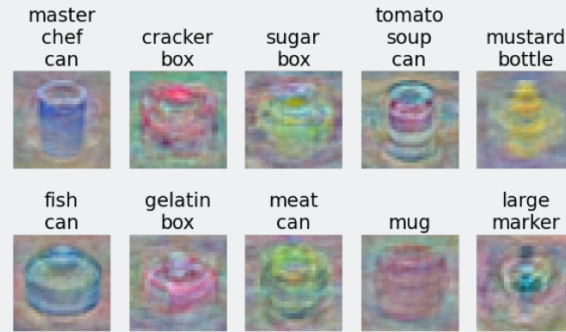 master
chef
can
cracker
box
sugar
box
tomato
soup
can
mustard
bottle
fish
can
gelatin
box
meat
can
mug
large
marker